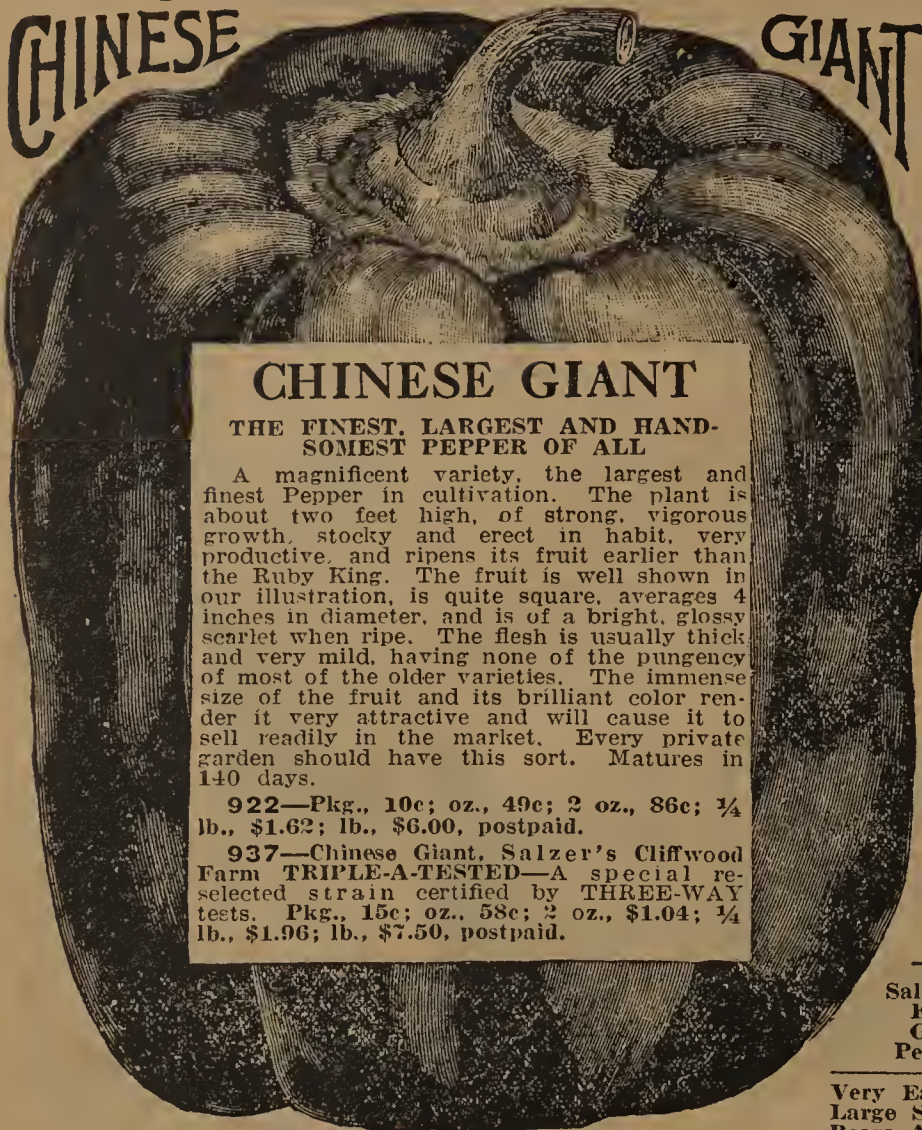 CHINESE GIANT
CHINESE GIANT
THE FINEST, LARGEST AND HAND-
SOMEST PEPPER OF ALL
A magnificent variety, the largest and
finest Pepper in cultivation. The plant is
about two feet high, of strong, vigorous
growth, stocky and erect in habit, very
productive, and ripens its fruit earlier than
the Ruby King. The fruit is well shown in
our illustration, is quite square, averages 4
inches in diameter, and is of a bright, glossy
scarlet when ripe. The flesh is usually thick
and very mild, having none of the pungency
of most of the older varieties. The immense
size of the fruit and its brilliant color ren-
der it very attractive and will cause it to
sell readily in the market. Every private
garden should have this sort. Matures in
140 days.
922—Pkg., 10c; oz., 49c; 2 oz., 86c; ¼
lb., $1.62; lb., $6.00, postpaid.
937—Chinese Giant, Salzer's Cliffwood
Farm TRIPLE-A-TESTED—A special re-
selected strain certified by THREE-WAY
tests. Pkg., 15c; oz., 58c; 2 oz., $1.04; ¼
lb., $1.96; lb., $7.50, postpaid.
Sal
Pe
Very Ea
Large S